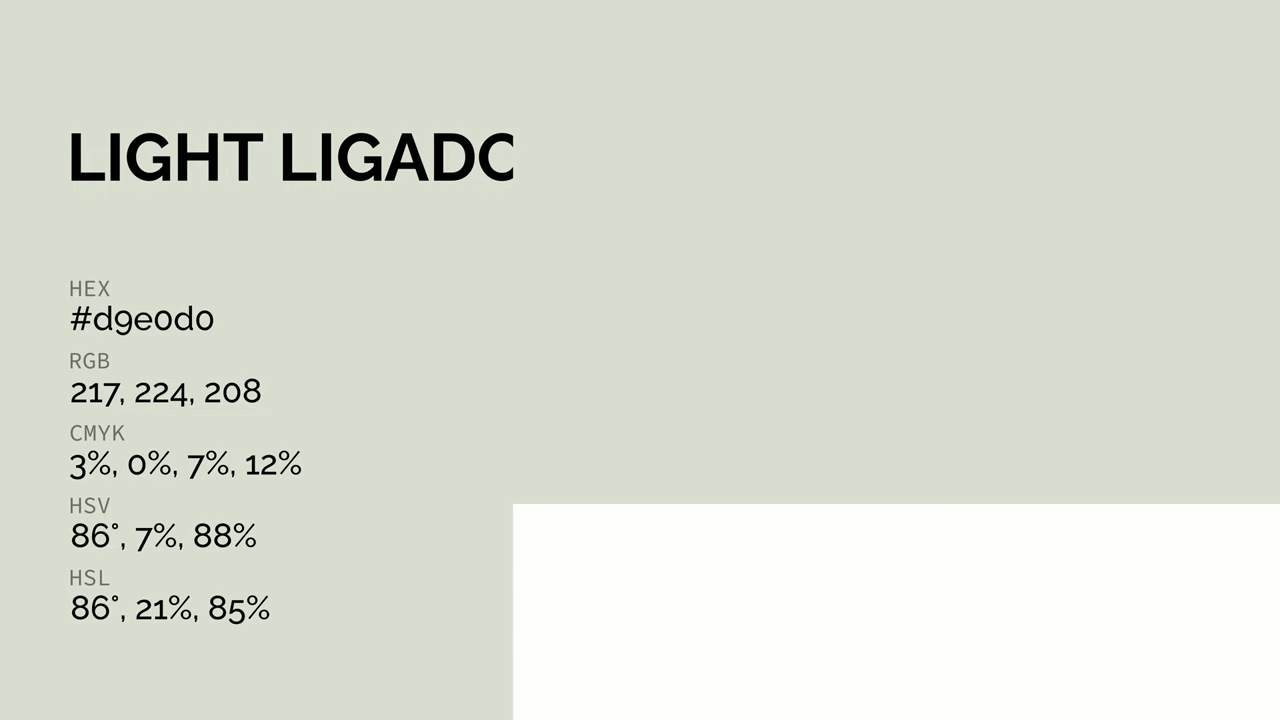 LIGHT LIGADO
HEX
#d9e0d0
RGB
217, 224, 208
CMYK
3%, 0%, 7%, 12%
HSV
86°, 7%, 88%
HSL
86°, 21%, 85%